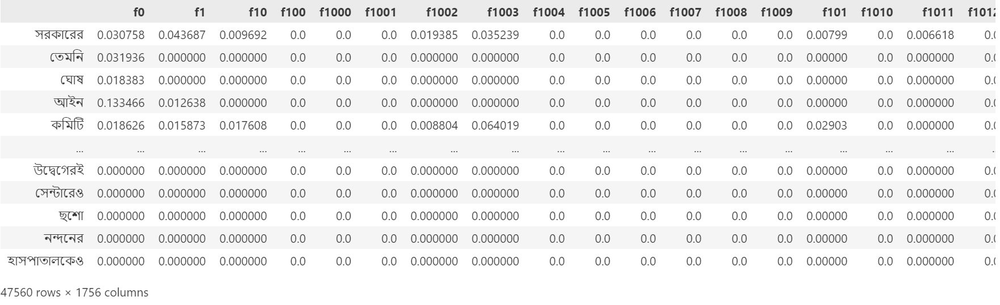 f0 f1 f10 f100 f1000 f1001 f1002 f1003 f1004 f1005 f1006 f1007 f1008 f1009 f101 f1010 f1011 f1012
সরকারের 0.030758 0.043687 0.009692 0.0 0.0 0.0 0.019385 0.035239 0.0 0.0 0.0 0.0 0.0 0.0 0.00799 0.0 0.006618 0.0
তেমনি 0.031936 0.000000 0.000000 0.0 0.0 0.0 0.000000 0.000000 0.0 0.0 0.0 0.0 0.0 0.0 0.00000 0.0 0.000000 0.0
ঘোষ 0.018383 0.000000 0.000000 0.0 0.0 0.0 0.000000 0.000000 0.0 0.0 0.0 0.0 0.0 0.0 0.00000 0.0 0.000000 0.0
আইন 0.133466 0.012638 0.000000 0.0 0.0 0.0 0.000000 0.000000 0.0 0.0 0.0 0.0 0.0 0.0 0.00000 0.0 0.000000 0.0
কমিটি 0.018626 0.015873 0.017608 0.0 0.0 0.0 0.008804 0.064019 0.0 0.0 0.0 0.0 0.0 0.0 0.02903 0.0 0.000000 0.0
... ... ... ... ... ... ... ... ... ... ... ... ... ... ... ... ... ... ...
উদ্বেগেরই 0.000000 0.000000 0.000000 0.0 0.0 0.0 0.000000 0.000000 0.0 0.0 0.0 0.0 0.0 0.0 0.00000 0.0 0.000000 0.0
সেন্টারেও 0.000000 0.000000 0.000000 0.0 0.0 0.0 0.000000 0.000000 0.0 0.0 0.0 0.0 0.0 0.0 0.00000 0.0 0.000000 0.0
ছশো 0.000000 0.000000 0.000000 0.0 0.0 0.0 0.000000 0.000000 0.0 0.0 0.0 0.0 0.0 0.0 0.00000 0.0 0.000000 0.0
নন্দনের 0.000000 0.000000 0.000000 0.0 0.0 0.0 0.000000 0.000000 0.0 0.0 0.0 0.0 0.0 0.0 0.00000 0.0 0.000000 0.0
হাসপাতালকেও 0.000000 0.000000 0.000000 0.0 0.0 0.0 0.000000 0.000000 0.0 0.0 0.0 0.0 0.0 0.0 0.00000 0.0 0.000000 0.0
47560 rows × 1756 columns